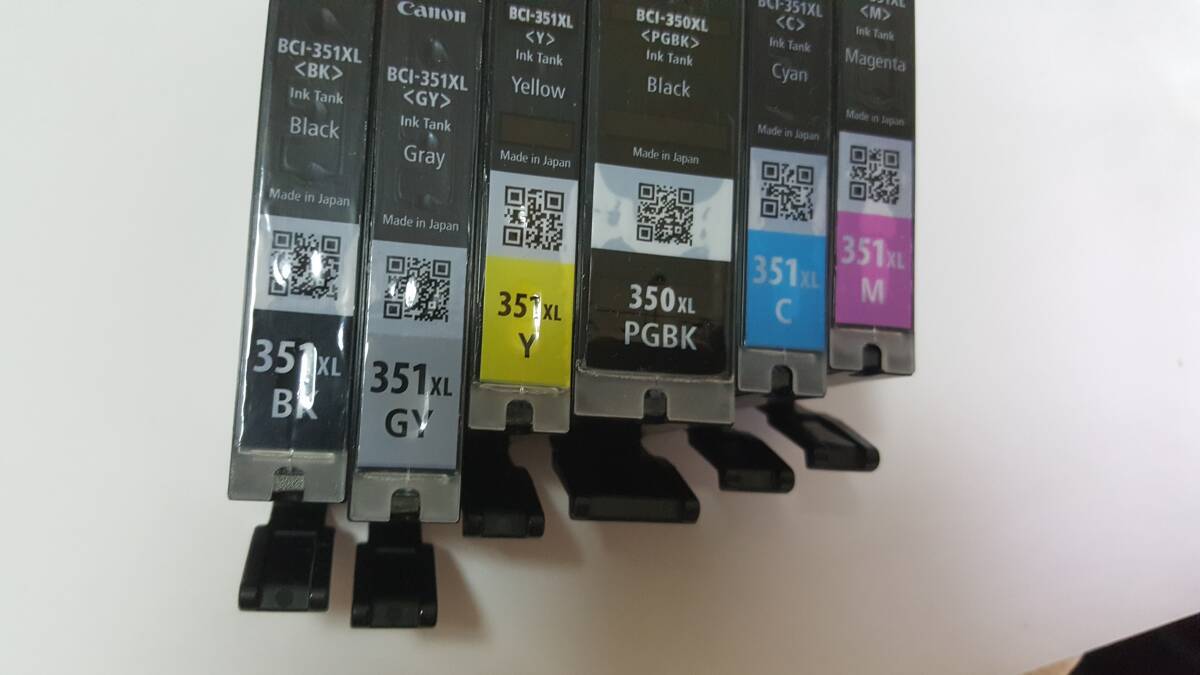 BCI-351XL
<BK>
Ink Tank
Black
Made in Japan
351XL
BK
Canon
BCI-351XL
<GY>
Ink Tank
Gray
Made in Japan
351XL
GY
BCI-351XL
<Y>
Ink Tank
Yellow
Made in Japan
351XL
Y
BCI-350XL
<PGBK>
Ink Tank
Black
Made in Japan
350XL
PGBK
BCI-351XL
<C>
Ink Tank
Cyan
Made in Japan
351XL
C
<M>
Ink Tank
Magenta
Made in Japan
351XL
M